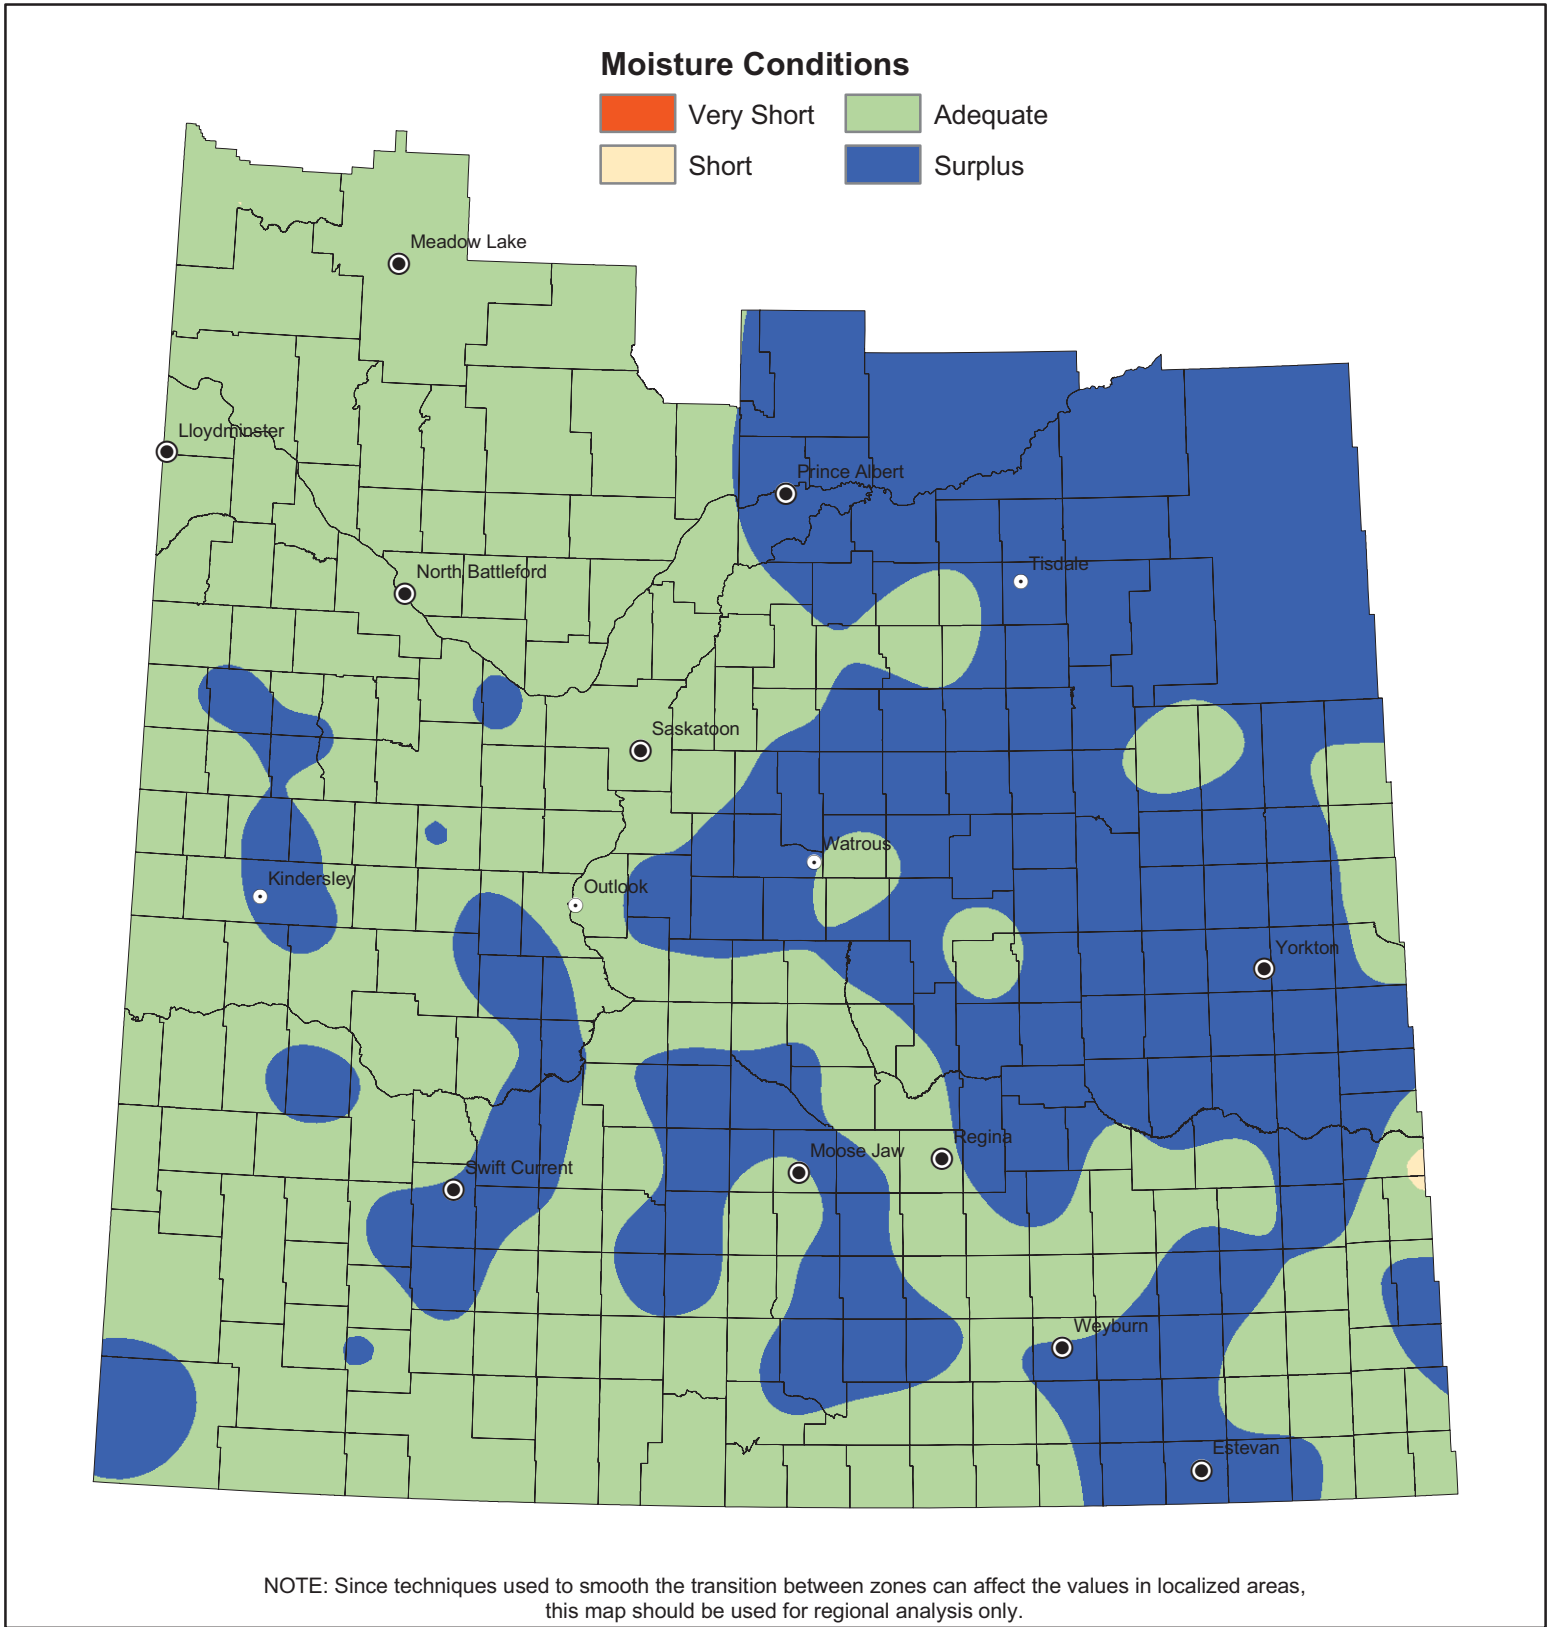 Moisture Conditions
Very Short
Adequate
Short
Surplus
Meadow Lake
Lloydminster
Prince Albert
North Battleford
Tisdale
Saskatoon
Watrous
Kindersley
Outlook
Yorkton
Regina
Moose Jaw
Swift Current
Weyburn
Estevan
NOTE: Since techniques used to smooth the transition between zones can affect the values in localized areas,
this map should be used for regional analysis only.